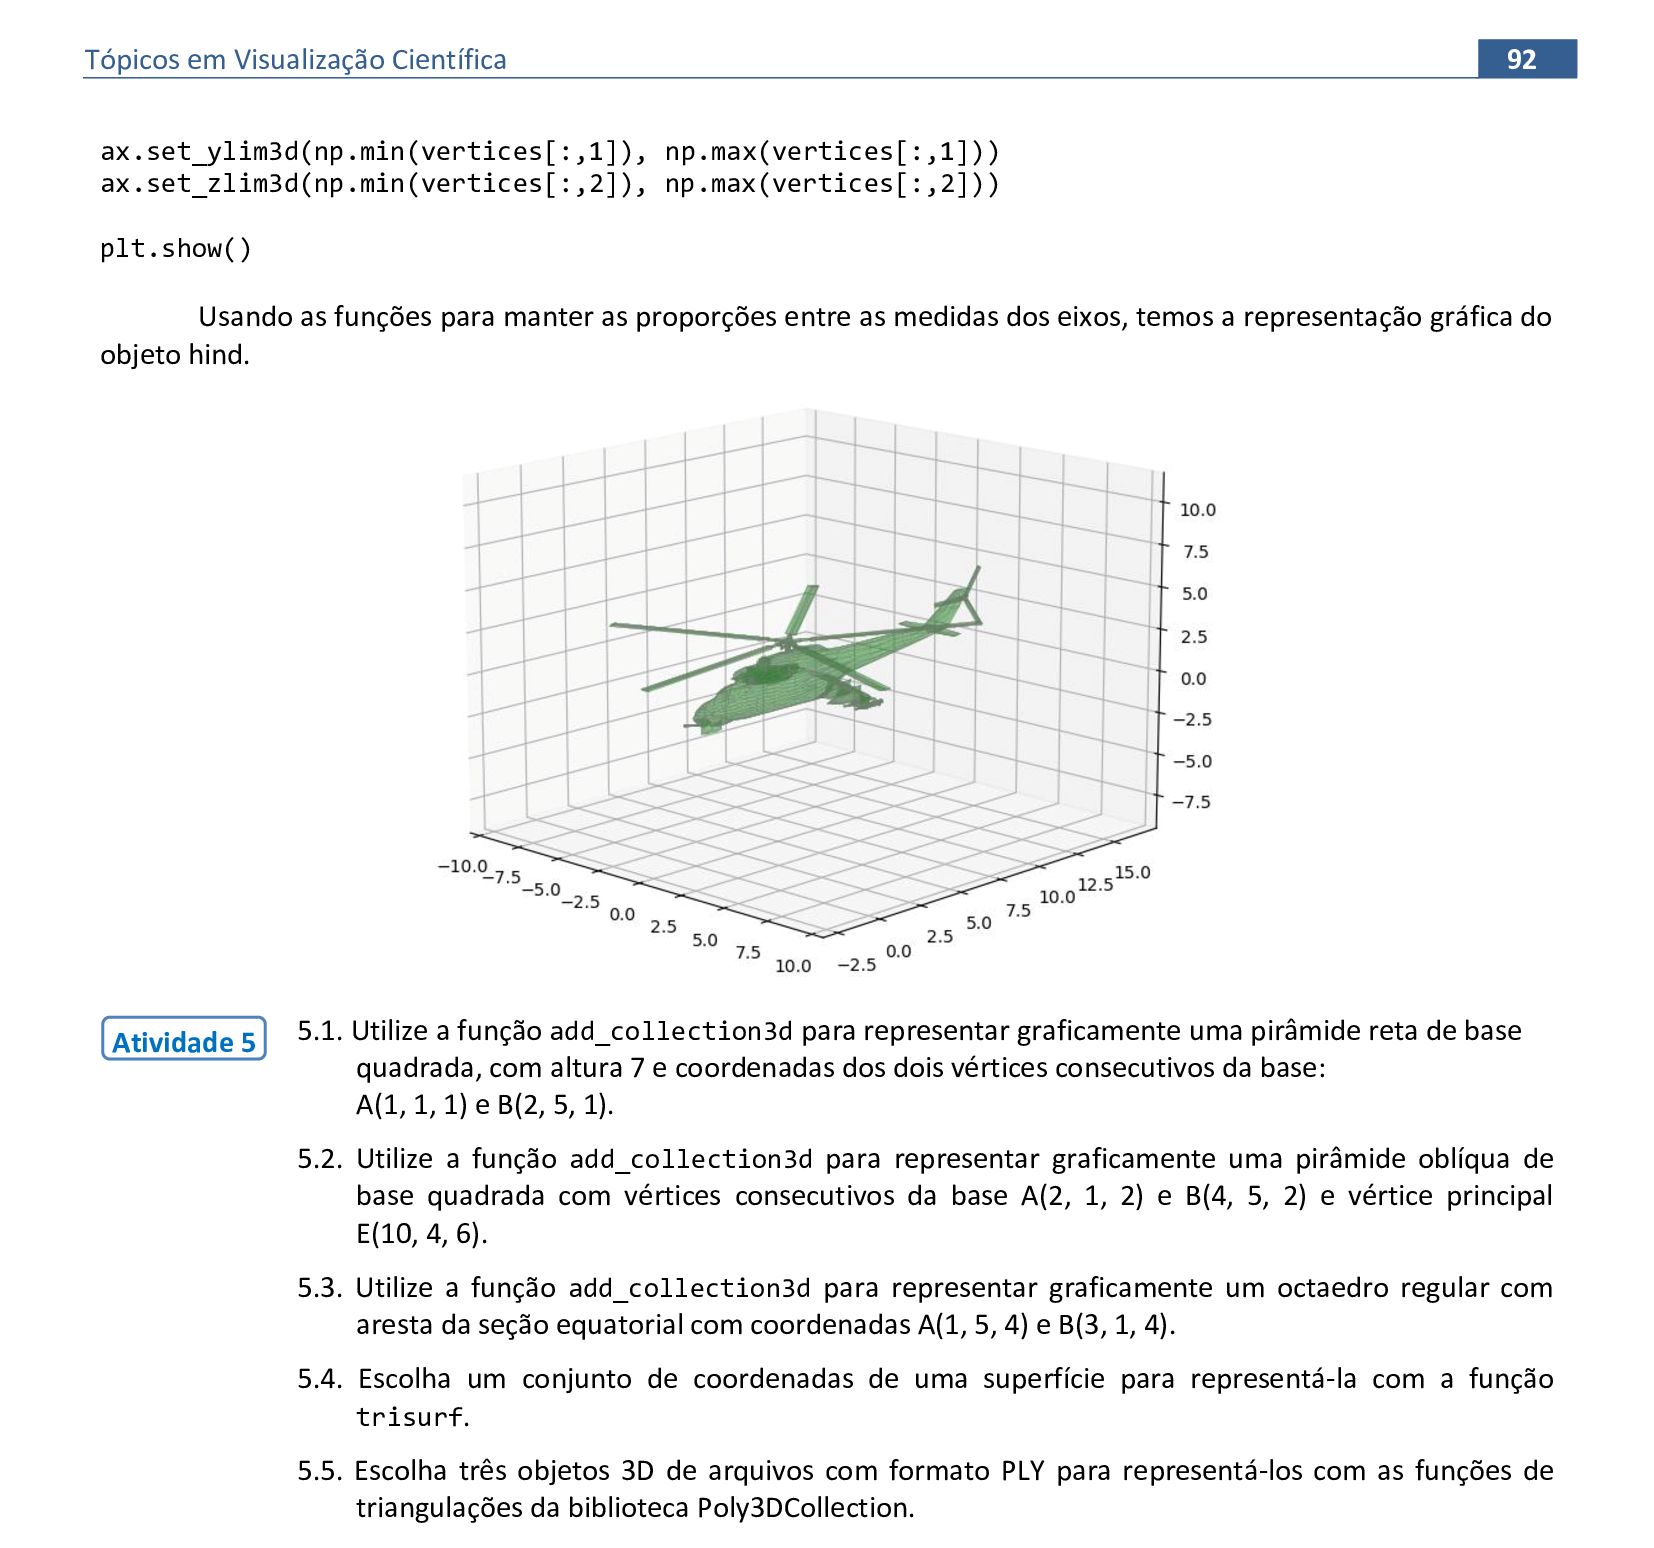 Tópicos em Visualização Científica
92
ax.set_ylim3d(np.min(vertices[:,1]), np.max(vertices[:,1]))
ax.set_zlim3d(np.min(vertices[:,2]), np.max(vertices[:,2]))
plt.show()
Usando as funções para manter as proporções entre as medidas dos eixos, temos a representação gráfica do
objeto hind.
10.0
7.5
5.0
2.5
0.0
−2.5
−5.0
−7.5
−10.0
−7.5
−5.0
−2.5
0.0
2.5
5.0
7.5
10.0
−2.5
0.0
2.5
5.0
7.5
10.0
12.5
15.0
Atividade 5
5.1. Utilize a função add_collection3d para representar graficamente uma pirâmide reta de base
quadrada, com altura 7 e coordenadas dos dois vértices consecutivos da base:
A(1, 1, 1) e B(2, 5, 1).
5.2. Utilize a função add_collection3d para representar graficamente uma pirâmide oblíqua de
base quadrada com vértices consecutivos da base A(2, 1, 2) e B(4, 5, 2) e vértice principal
E(10, 4, 6).
5.3. Utilize a função add_collection3d para representar graficamente um octaedro regular com
aresta da seção equatorial com coordenadas A(1, 5, 4) e B(3, 1, 4).
5.4. Escolha um conjunto de coordenadas de uma superfície para representá-la com a função
trisurf.
5.5. Escolha três objetos 3D de arquivos com formato PLY para representá-los com as funções de
triangulações da biblioteca Poly3DCollection.